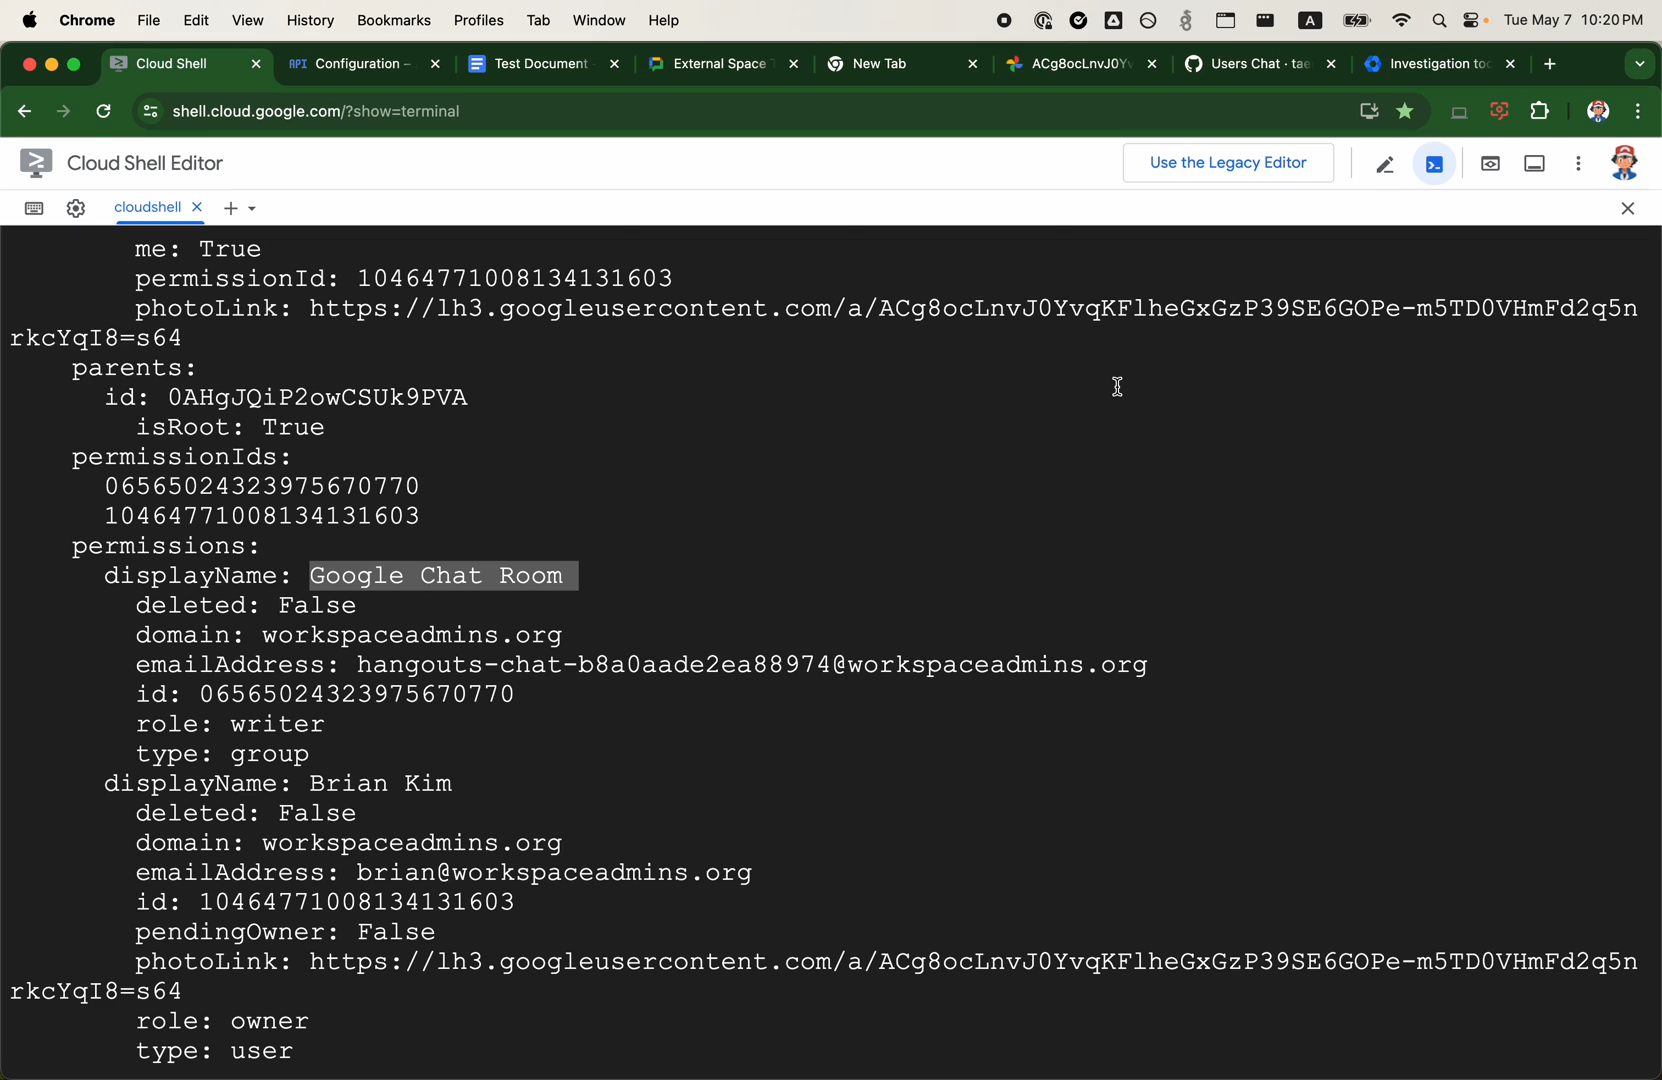 Chrome File Edit View History Bookmarks Profiles Tab Window Help A Tue May 7 10:20 PM
Cloud Shell API Configuration - Test Document - External Space New Tab ACg8ocLnvJ0Yv Users Chat · tae Investigation too
shell.cloud.google.com/?show=terminal
Cloud Shell Editor Use the Legacy Editor
cloudshell
me: True
permissionId: 10464771008134131603
photoLink: https://lh3.googleusercontent.com/a/ACg8ocLnvJ0YvqKFlheGxGzP39SE6GOPe-m5TD0VHmFd2q5n
rkcYqI8=s64
parents:
id: 0AHgJQiP2owCSUk9PVA
isRoot: True
permissionIds:
06565024323975670770
10464771008134131603
permissions:
displayName: Google Chat Room
deleted: False
domain: workspaceadmins.org
emailAddress: hangouts-chat-b8a0aade2ea88974@workspaceadmins.org
id: 06565024323975670770
role: writer
type: group
displayName: Brian Kim
deleted: False
domain: workspaceadmins.org
emailAddress: brian@workspaceadmins.org
id: 10464771008134131603
pendingOwner: False
photoLink: https://lh3.googleusercontent.com/a/ACg8ocLnvJ0YvqKFlheGxGzP39SE6GOPe-m5TD0VHmFd2q5n
rkcYqI8=s64
role: owner
type: user